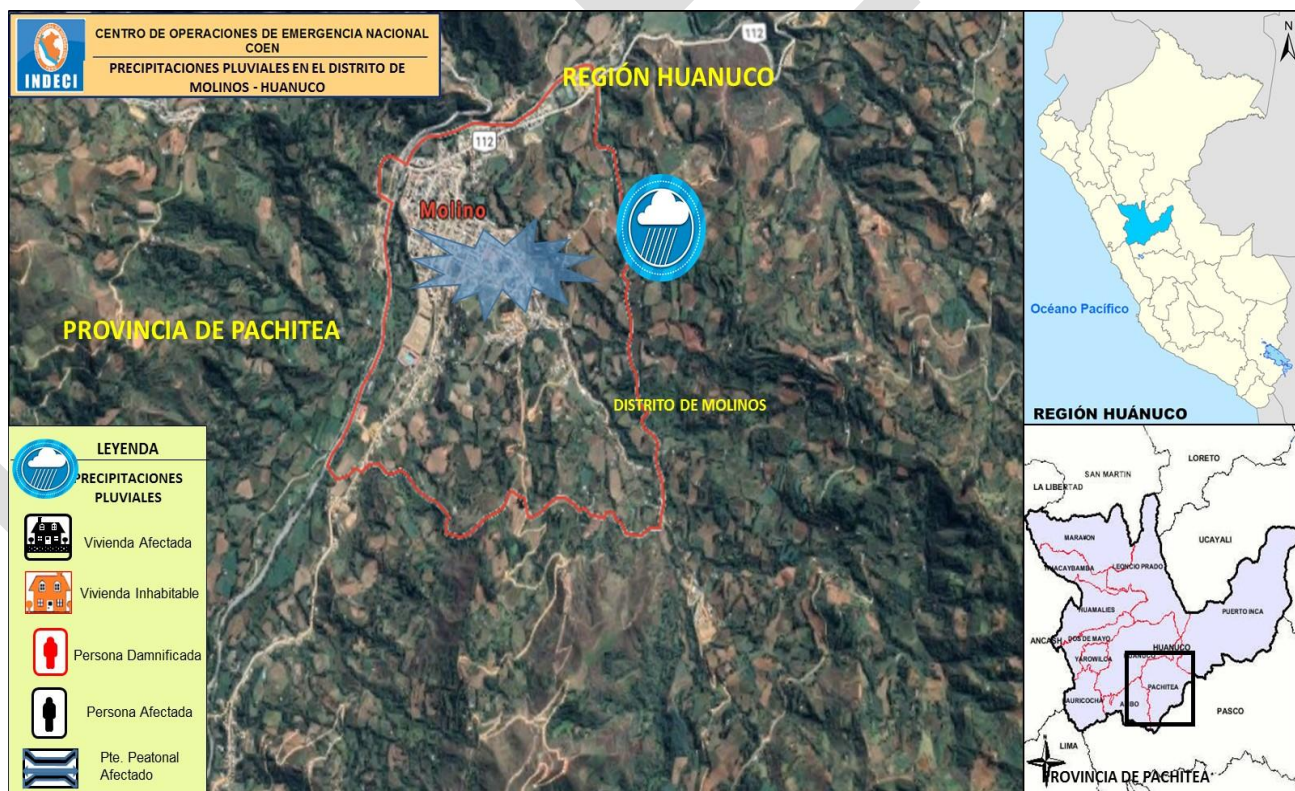 INDECI
CENTRO DE OPERACIONES DE EMERGENCIA NACIONAL
COEN
PRECIPITACIONES PLUVIALES EN EL DISTRITO DE
MOLINOS - HUANUCO
112
REGIÓN HUANUCO
112
Molino
PROVINCIA DE PACHITEA
DISTRITO DE MOLINOS
LEYENDA
PRECIPITACIONES
PLUVIALES
Vivienda Afectada
Vivienda Inhabitable
Persona Damnificada
Persona Afectada
Pte. Peatonal
Afectado
N
Océano Pacífico
REGIÓN HUÁNUCO
LORETO
SAN MARTIN
LA LIBERTAD
UCAYALI
MARAÑON
HUACAYBAMBA
LEONCIO PRADO
HUAMALIES
PUERTO INCA
ANCASH
DOS DE MAYO
HUANUCO
YAROWILCA
HUANUCO
PACHITEA
LAURICOCHA
AMBO
PASCO
LIMA
PROVINCIA DE PACHITEA